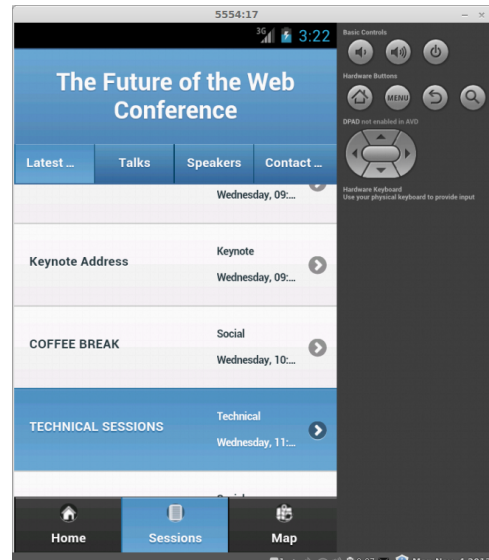 5554:17
3G 3:22
The Future of the Web
Conference
Latest ... Talks Speakers Contact ...
Wednesday, 09:...
Keynote Address
Keynote
Wednesday, 09:...
COFFEE BREAK
Social
Wednesday, 10:...
TECHNICAL SESSIONS
Technical
Wednesday, 11:...
Home Sessions Map
Basic Controls
Hardware Buttons
MENU
DPAD not enabled in AVD
Hardware Keyboard
Use your physical keyboard to provide input